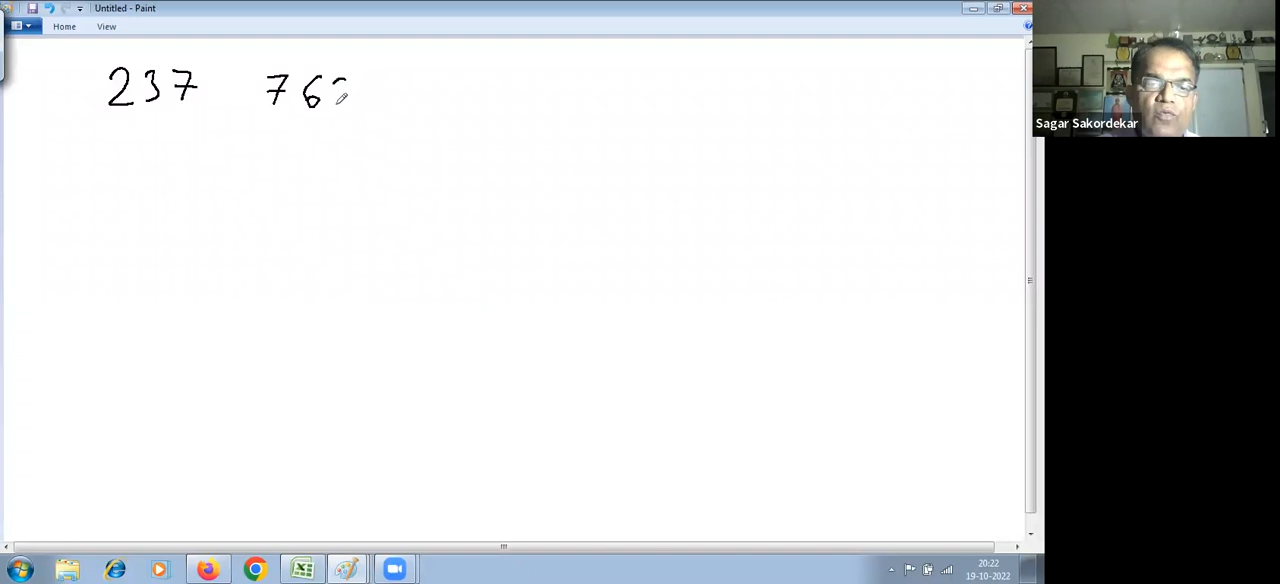 Untitled - Paint
Home View
237 76
Sagar Sakordekar
20:22
19-10-2022